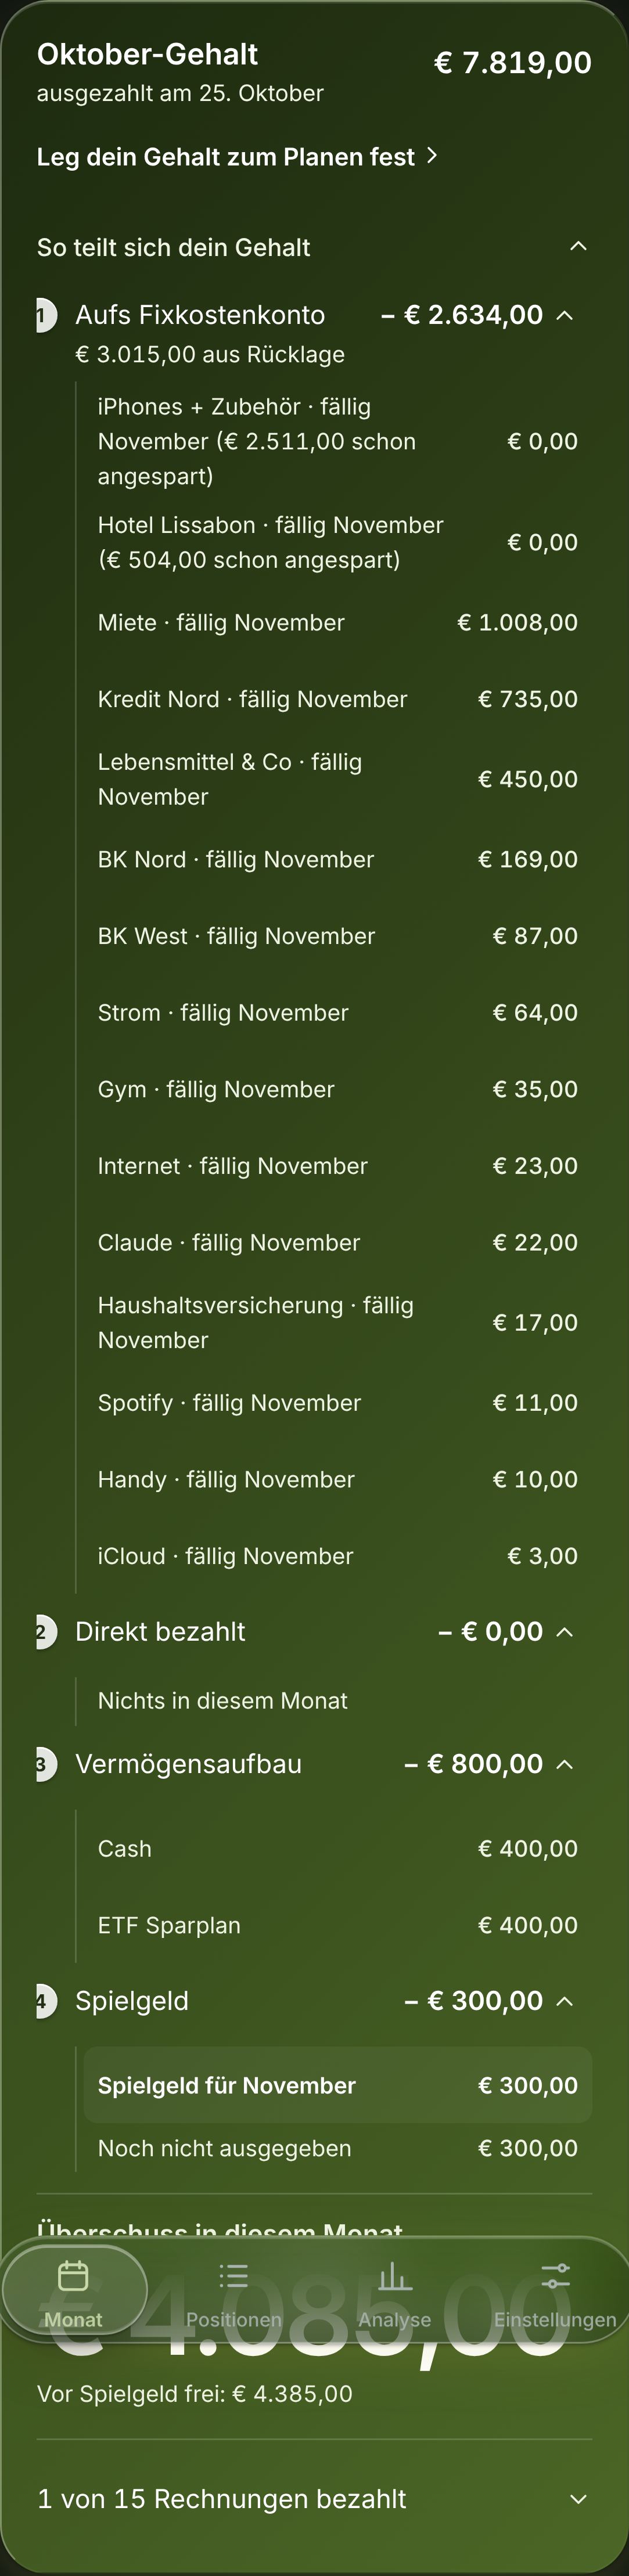 Oktober-Gehalt
€ 7.819,00
ausgezahlt am 25. Oktober
Leg dein Gehalt zum Planen fest
So teilt sich dein Gehalt
1 Aufs Fixkostenkonto – € 2.634,00
€ 3.015,00 aus Rücklage
iPhones + Zubehör · fällig
November (€ 2.511,00 schon
angespart)
€ 0,00
Hotel Lissabon · fällig November
(€ 504,00 schon angespart)
€ 0,00
Miete · fällig November € 1.008,00
Kredit Nord · fällig November € 735,00
Lebensmittel & Co · fällig
November
€ 450,00
BK Nord · fällig November € 169,00
BK West · fällig November € 87,00
Strom · fällig November € 64,00
Gym · fällig November € 35,00
Internet · fällig November € 23,00
Claude · fällig November € 22,00
Haushaltsversicherung · fällig
November
€ 17,00
Spotify · fällig November € 11,00
Handy · fällig November € 10,00
iCloud · fällig November € 3,00
2 Direkt bezahlt – € 0,00
Nichts in diesem Monat
3 Vermögensaufbau – € 800,00
Cash € 400,00
ETF Sparplan € 400,00
4 Spielgeld – € 300,00
Spielgeld für November € 300,00
Noch nicht ausgegeben € 300,00
Überschuss in diesem Monat
€ 4.085,00
Monat Positionen Analyse Einstellungen
Vor Spielgeld frei: € 4.385,00
1 von 15 Rechnungen bezahlt